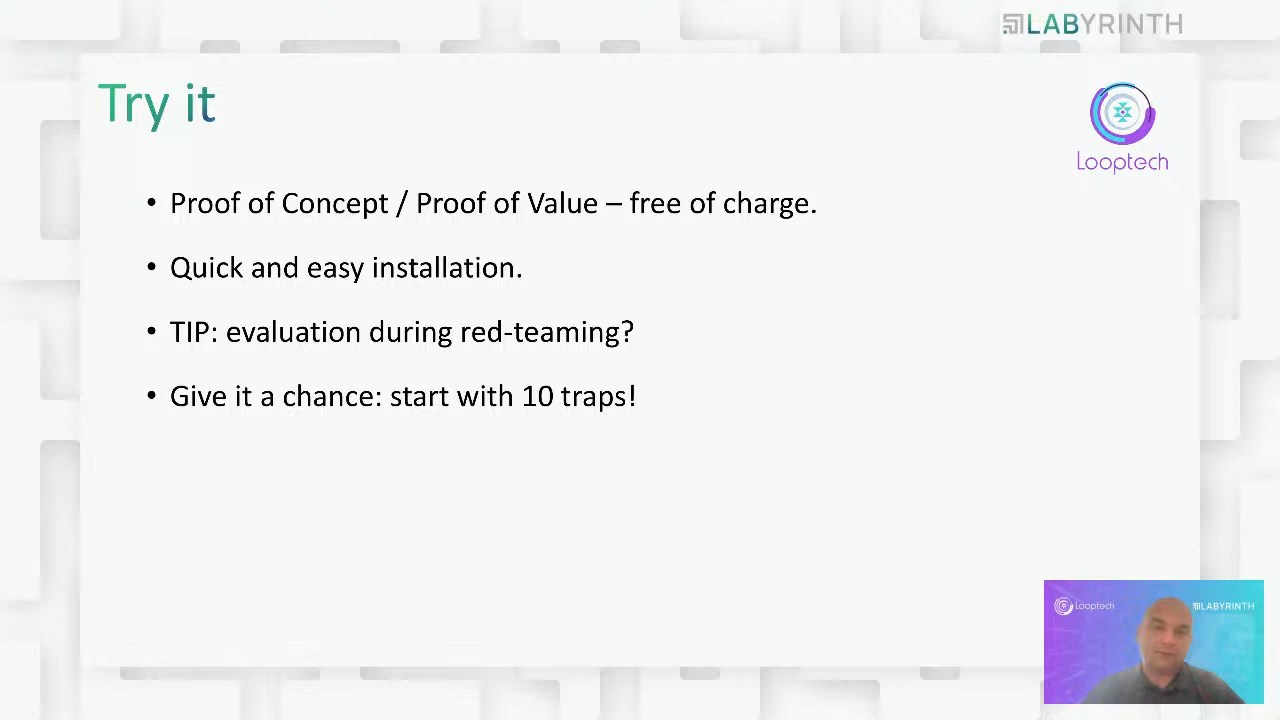 LABYRINTH
Try it
Looptech
• Proof of Concept / Proof of Value – free of charge.
• Quick and easy installation.
• TIP: evaluation during red-teaming?
• Give it a chance: start with 10 traps!
Looptech
LABYRINTH